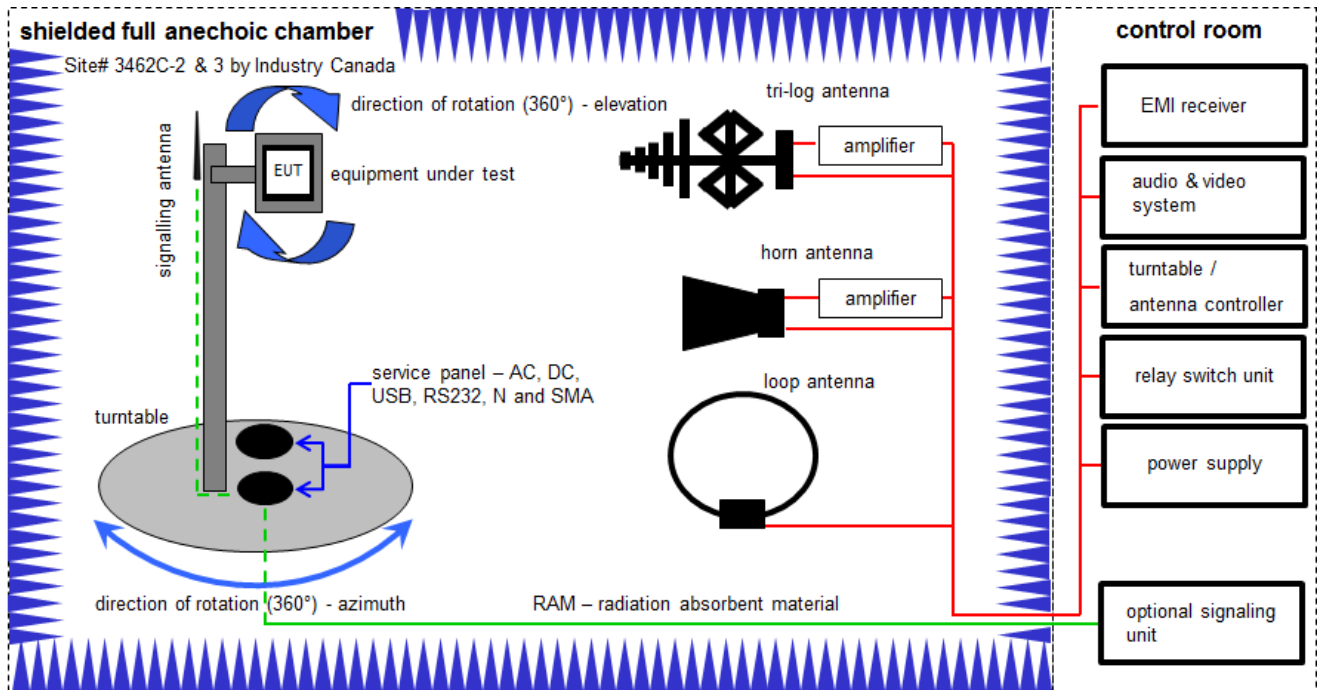 shielded full anechoic chamber
Site# 3462C-2 & 3 by Industry Canada
direction of rotation (360°) - elevation
signalling antenna
EUT
equipment under test
tri-log antenna
amplifier
horn antenna
amplifier
service panel – AC, DC,
USB, RS232, N and SMA
loop antenna
turntable
direction of rotation (360°) - azimuth
RAM – radiation absorbent material
control room
EMI receiver
audio & video
system
turntable /
antenna controller
relay switch unit
power supply
optional signaling
unit